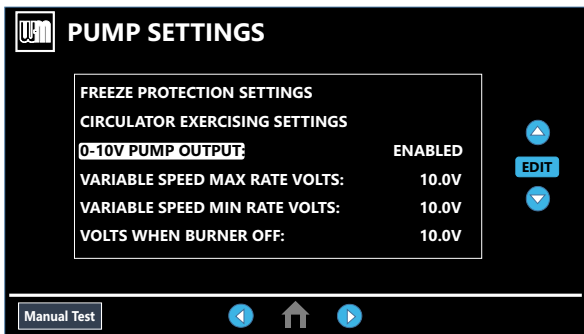 WM PUMP SETTINGS
FREEZE PROTECTION SETTINGS
CIRCULATOR EXERCISING SETTINGS
0-10V PUMP OUTPUT: ENABLED
VARIABLE SPEED MAX RATE VOLTS: 10.0V
EDIT
VARIABLE SPEED MIN RATE VOLTS: 10.0V
VOLTS WHEN BURNER OFF: 10.0V
Manual Test